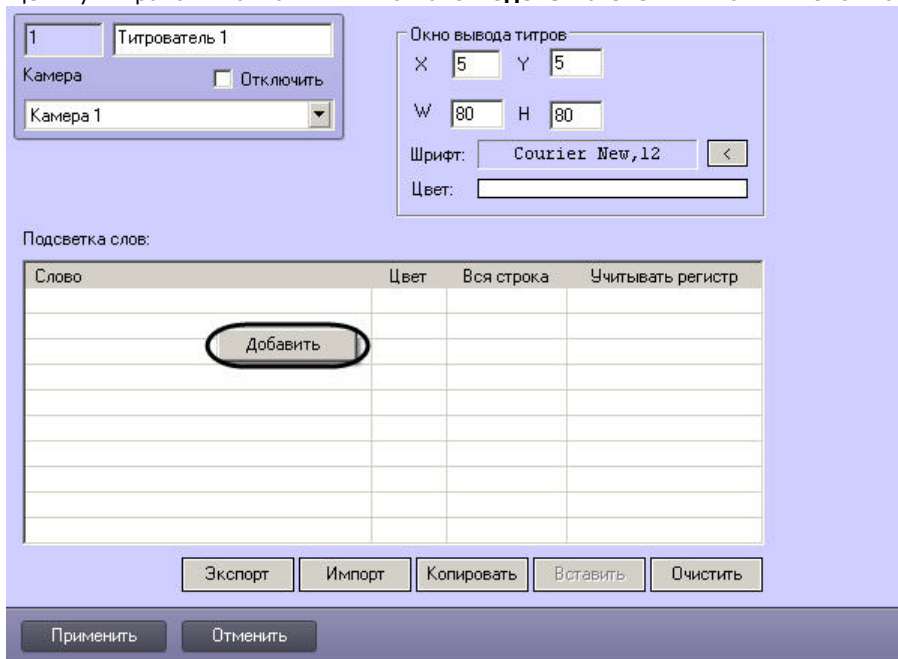 1 Титрователь 1
Камера Отключить
Камера 1
Окно вывода титров
X 5 Y 5
W 80 H 80
Шрифт: Courier New,12 <
Цвет:
Подсветка слов:
Слово Цвет Вся строка Учитывать регистр
Добавить
Экспорт Импорт Копировать Вставить Очистить
Применить Отменить